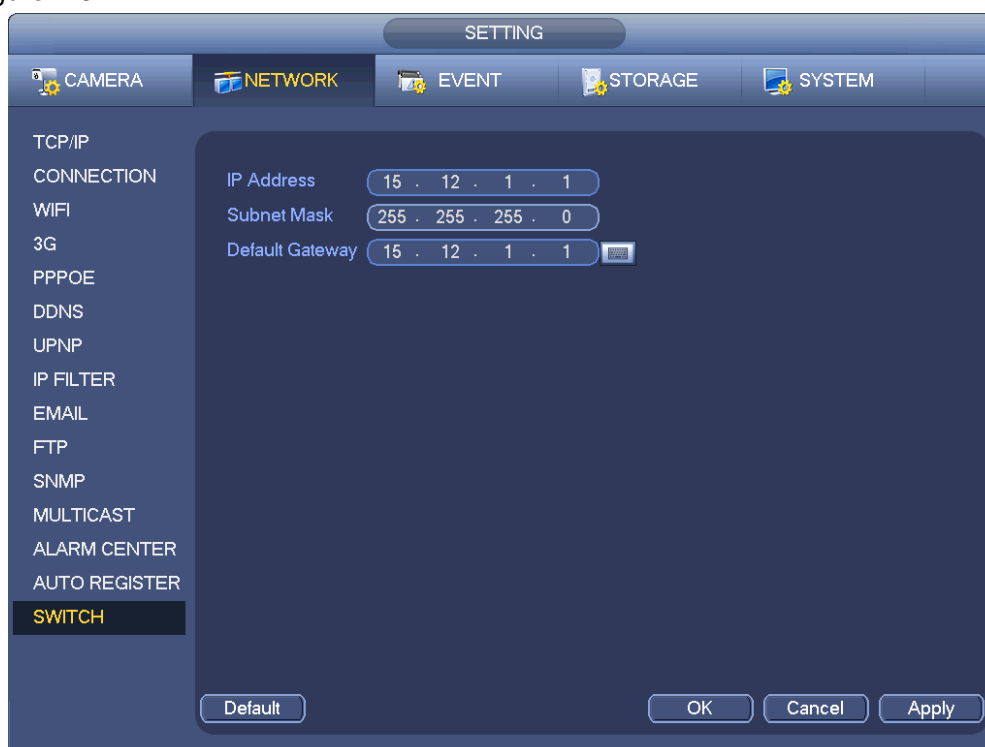 SETTING
CAMERA NETWORK EVENT STORAGE SYSTEM
TCP/IP
CONNECTION
WIFI
3G
PPPOE
DDNS
UPNP
IP FILTER
EMAIL
FTP
SNMP
MULTICAST
ALARM CENTER
AUTO REGISTER
SWITCH
IP Address 15 . 12 . 1 . 1
Subnet Mask 255 . 255 . 255 . 0
Default Gateway 15 . 12 . 1 . 1
Default OK Cancel Apply